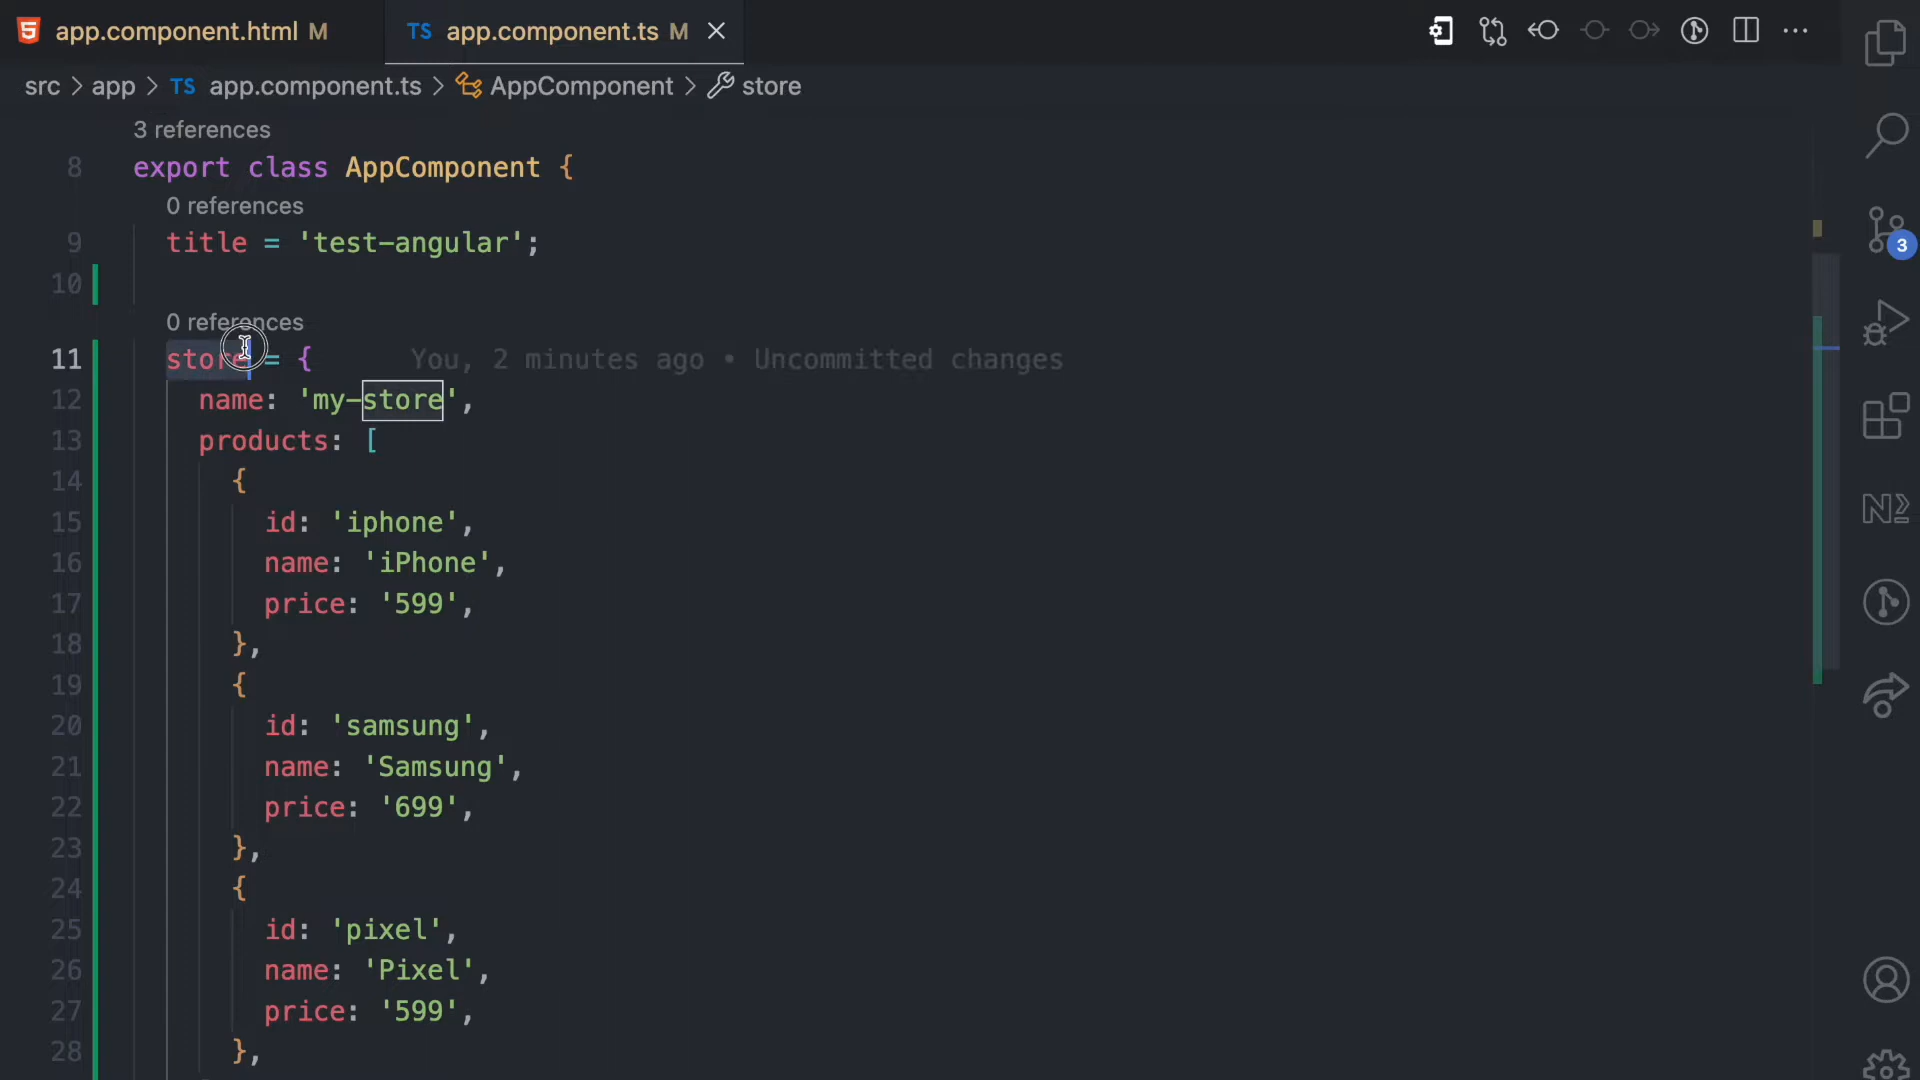 app.component.html M
TS app.component.ts M
src > app > TS app.component.ts > AppComponent > store
3 references
8 export class AppComponent {
0 references
9 title = 'test-angular';
10
0 references
11 store = { You, 2 minutes ago • Uncommitted changes
12 name: 'my-store',
13 products: [
14 {
15 id: 'iphone',
16 name: 'iPhone',
17 price: '599',
18 },
19 {
20 id: 'samsung',
21 name: 'Samsung',
22 price: '699',
23 },
24 {
25 id: 'pixel',
26 name: 'Pixel',
27 price: '599',
28 },
3